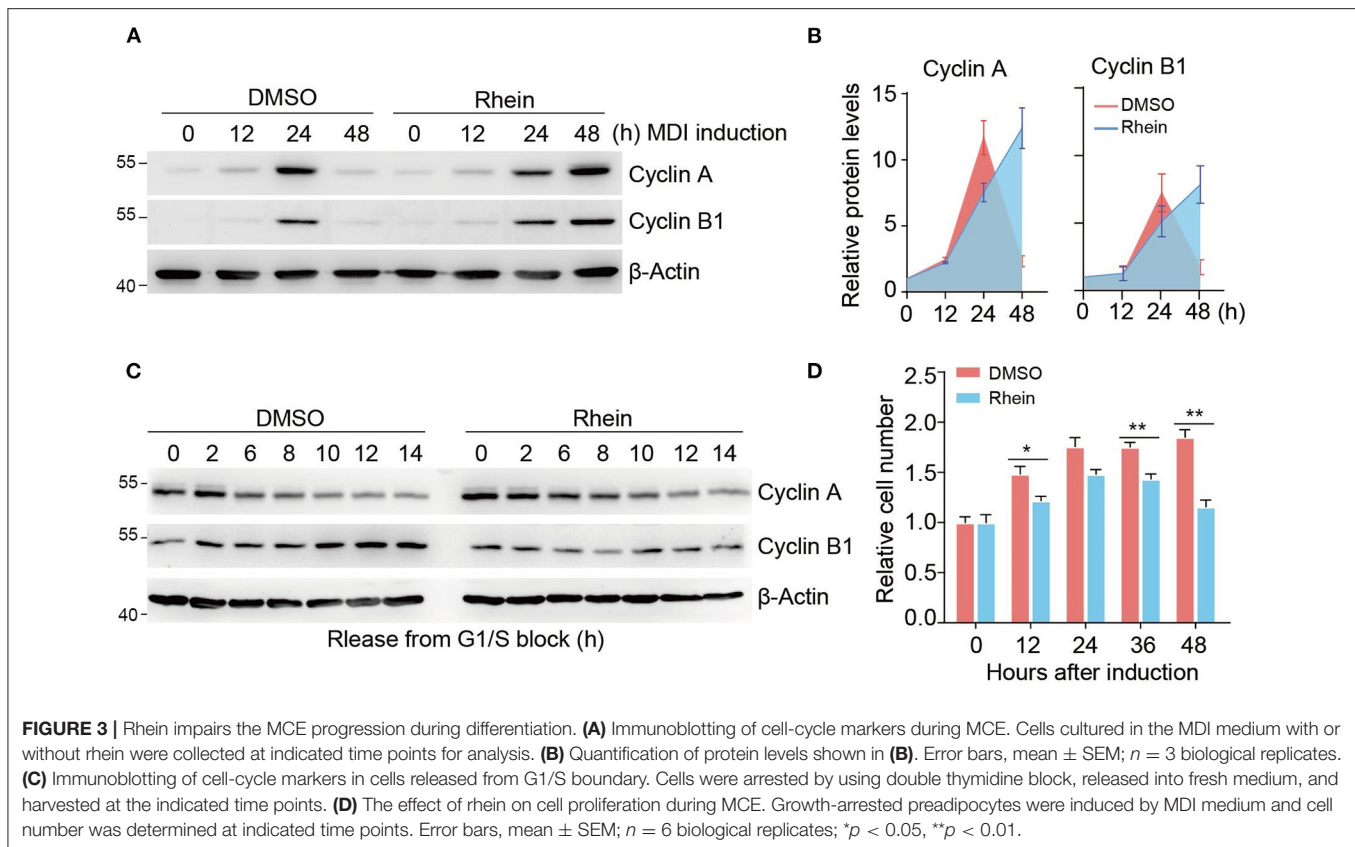 A
DMSO Rhein
0 12 24 48 0 12 24 48 (h) MDI induction
55
Cyclin A
55
Cyclin B1
β-Actin
40
B
Cyclin A Cyclin B1
Relative protein levels
15
10
5
0
DMSO
Rhein
0 12 24 48 0 12 24 48 (h)
C
DMSO Rhein
0 2 6 8 10 12 14 0 2 6 8 10 12 14
55
Cyclin A
55
Cyclin B1
β-Actin
40
Rlease from G1/S block (h)
D
Relative cell number
2.5
2.0
1.5
1.0
0.5
0.0
DMSO
Rhein
* ** **
0 12 24 36 48
Hours after induction
FIGURE 3 | Rhein impairs the MCE progression during differentiation. (A) Immunoblotting of cell-cycle markers during MCE. Cells cultured in the MDI medium with or
without rhein were collected at indicated time points for analysis. (B) Quantification of protein levels shown in (B). Error bars, mean ± SEM; n = 3 biological replicates.
(C) Immunoblotting of cell-cycle markers in cells released from G1/S boundary. Cells were arrested by using double thymidine block, released into fresh medium, and
harvested at the indicated time points. (D) The effect of rhein on cell proliferation during MCE. Growth-arrested preadipocytes were induced by MDI medium and cell
number was determined at indicated time points. Error bars, mean ± SEM; n = 6 biological replicates; *p < 0.05, **p < 0.01.